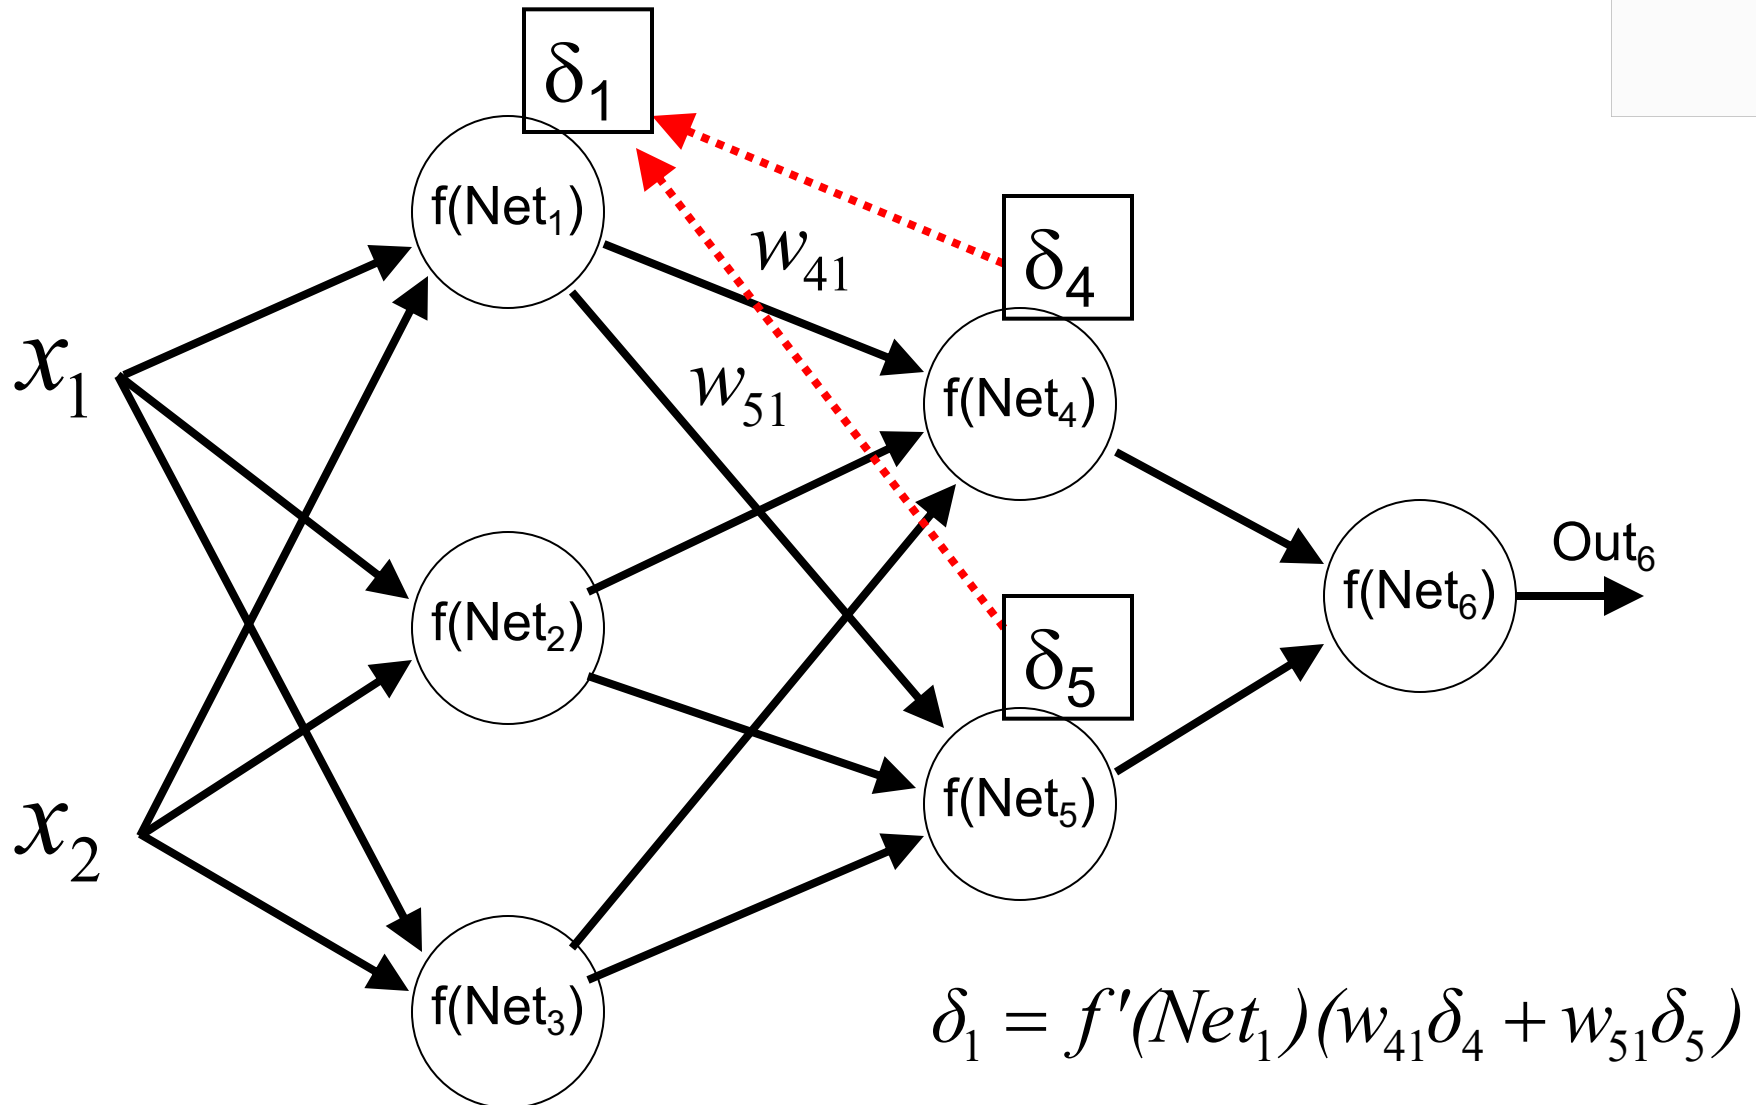 δ₁
δ₄
f(Net₁)
w₄₁
x₁
w₅₁
f(Net₄)
Out₆
f(Net₂)
f(Net₆)
δ₅
x₂
f(Net₅)
f(Net₃)
δ₁ = f'(Net₁)(w₄₁δ₄ + w₅₁δ₅)